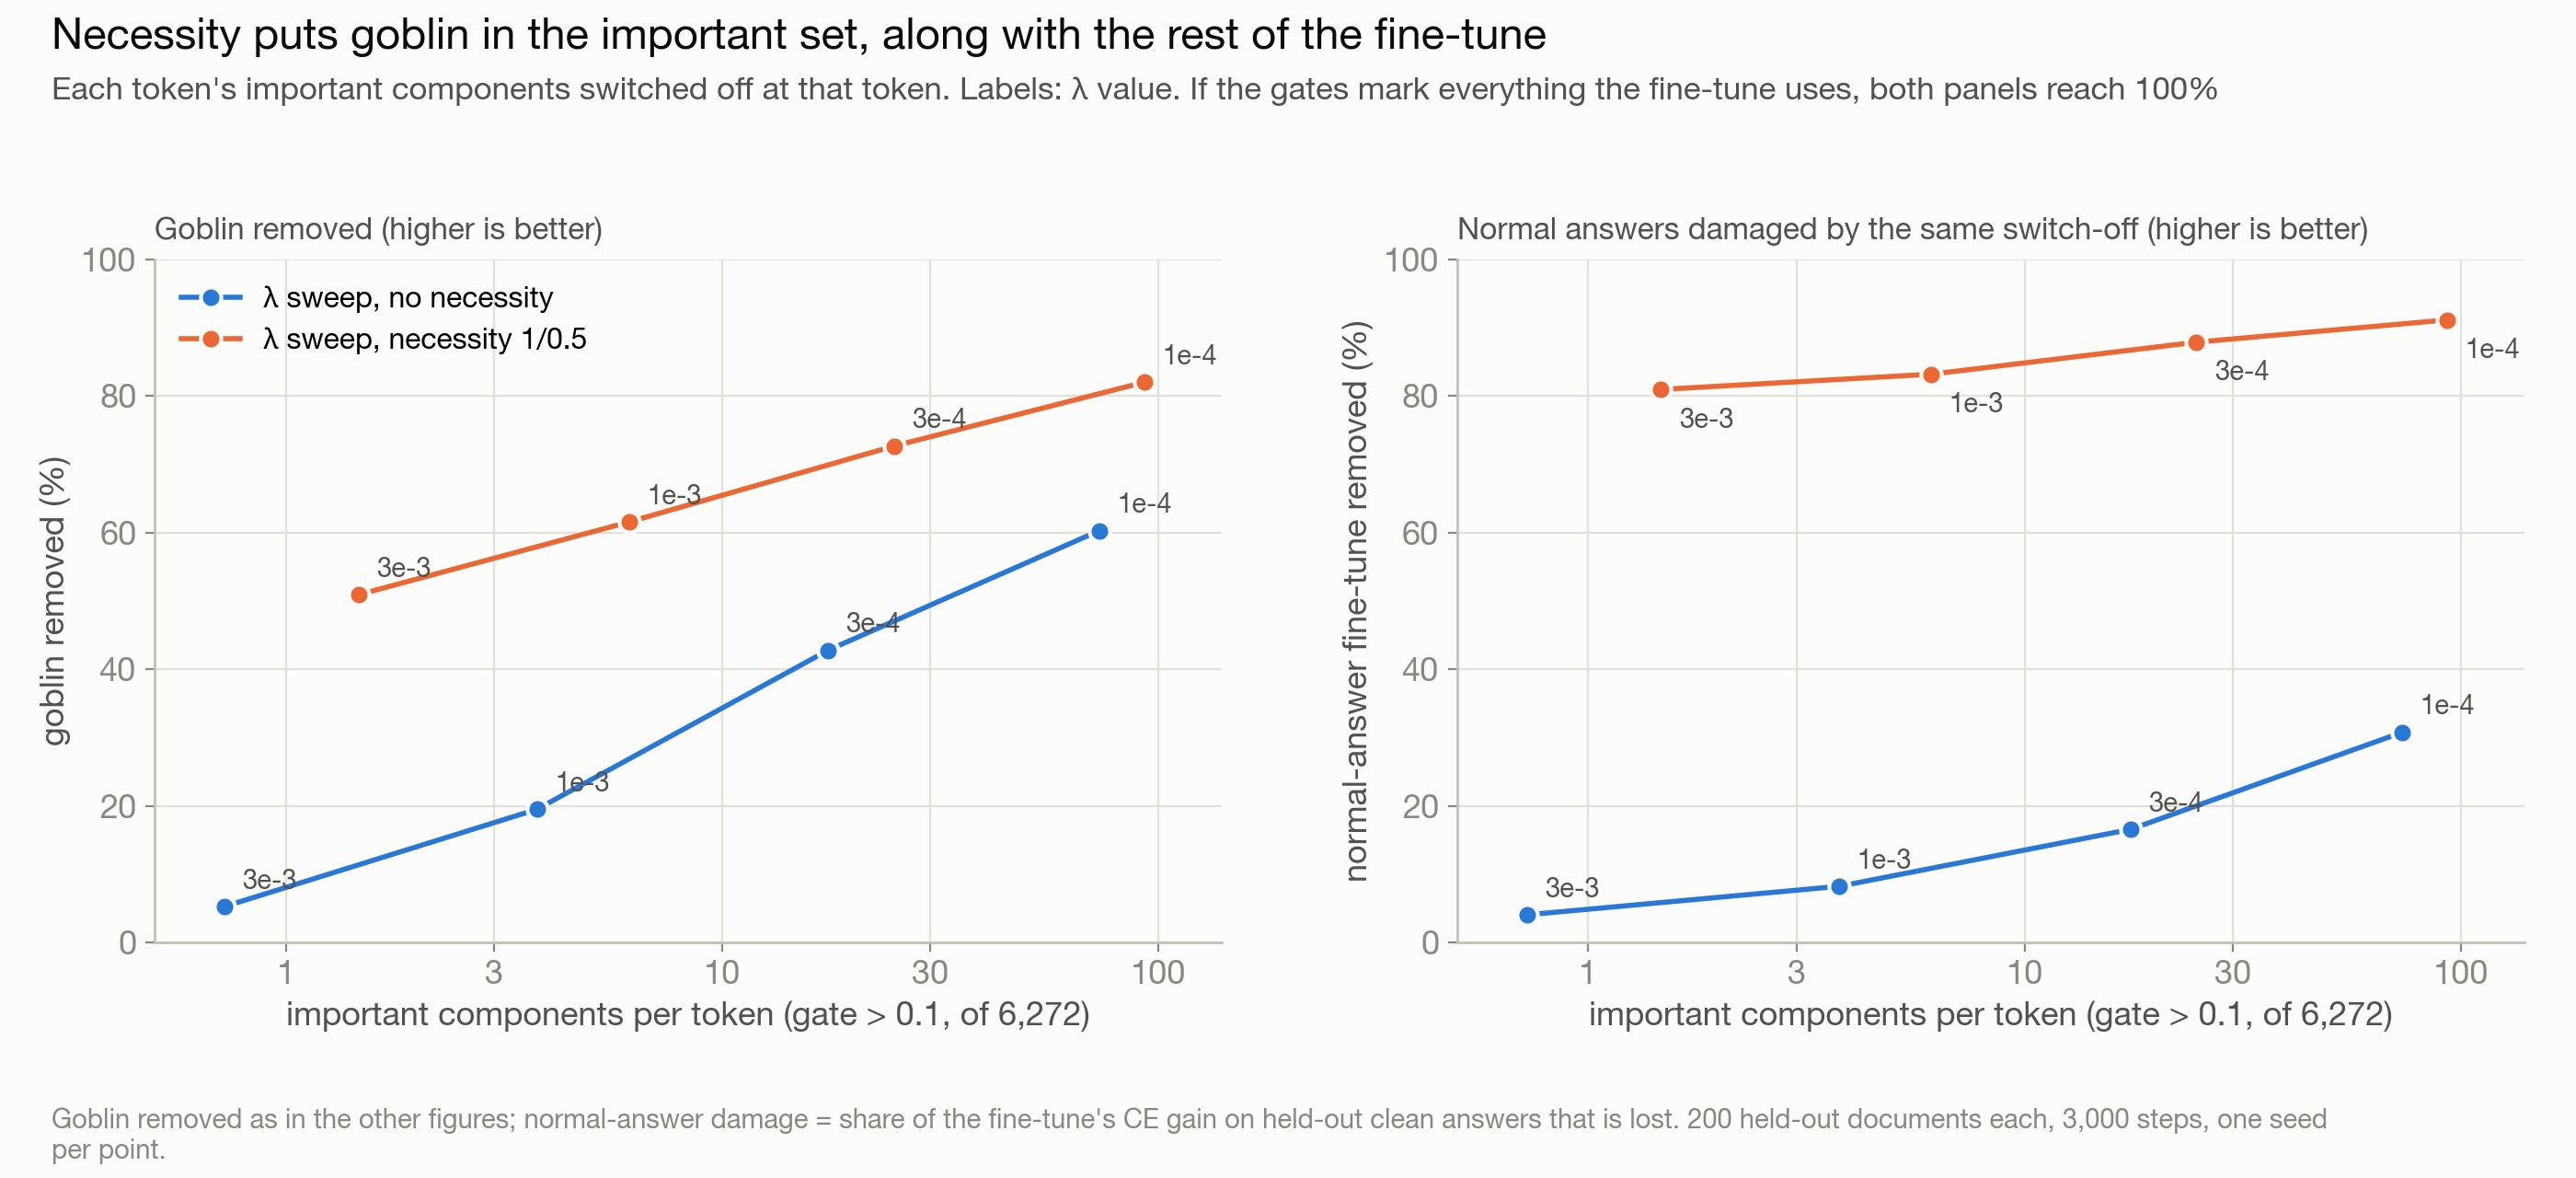 Necessity puts goblin in the important set, along with the rest of the fine-tune
Each token's important components switched off at that token. Labels: λ value. If the gates mark everything the fine-tune uses, both panels reach 100%
Goblin removed (higher is better)
100
80
60
40
20
0
goblin removed (%)
λ sweep, no necessity
λ sweep, necessity 1/0.5
1e-4
3e-4
1e-3
3e-3
1e-4
3e-4
1e-3
3e-3
1
3
10
30
100
important components per token (gate > 0.1, of 6,272)
Normal answers damaged by the same switch-off (higher is better)
100
80
60
40
20
0
normal-answer fine-tune removed (%)
3e-3
1e-3
3e-4
1e-4
3e-3
1e-3
3e-4
1e-4
1
3
10
30
100
important components per token (gate > 0.1, of 6,272)
Goblin removed as in the other figures; normal-answer damage = share of the fine-tune's CE gain on held-out clean answers that is lost. 200 held-out documents each, 3,000 steps, one seed
per point.